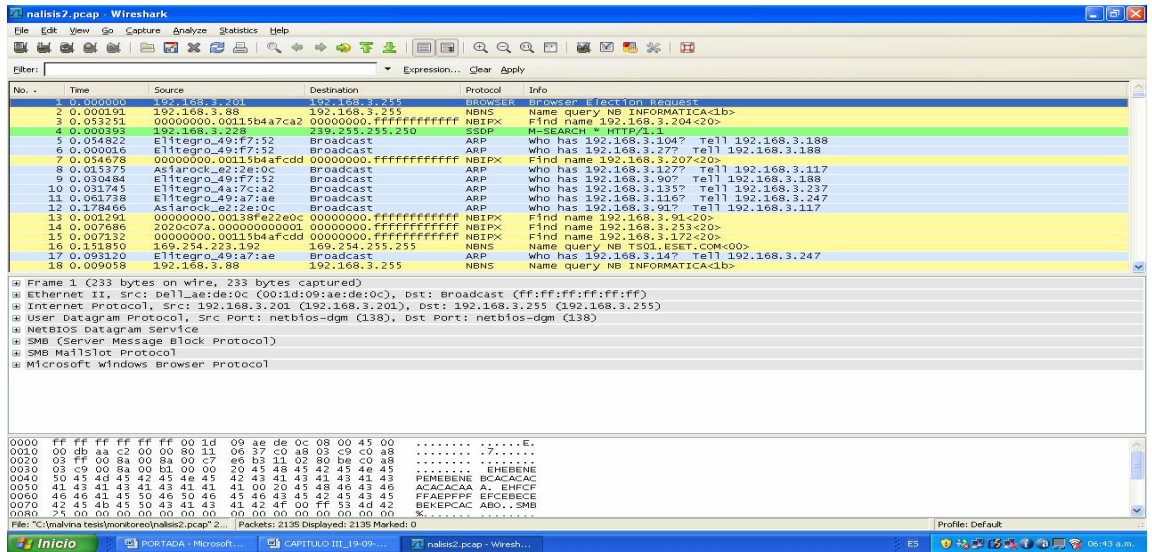 nalisis2.pcap - Wireshark
File Edit View Go Capture Analyze Statistics Help
Filter: Expression... Clear Apply
No. - Time Source Destination Protocol Info
1 0.000000 192.168.3.201 192.168.3.255 BROWSER Browser Election Request
2 0.000191 192.168.3.88 192.168.3.255 NBNS Name query NB INFORMATICA<1b>
3 0.053251 00000000.00115b4a7ca2 00000000.ffffffffffff NBIPX Find name 192.168.3.204<20>
4 0.000393 192.168.3.228 239.255.255.250 SSDP M-SEARCH * HTTP/1.1
5 0.054822 Elitegro_49:f7:52 Broadcast ARP Who has 192.168.3.104? Tell 192.168.3.188
6 0.000016 Elitegro_49:f7:52 Broadcast ARP Who has 192.168.3.27? Tell 192.168.3.188
7 0.054678 00000000.00115b4afcdd 00000000.ffffffffffff NBIPX Find name 192.168.3.207<20>
8 0.015375 Asiarock_e2:2e:0c Broadcast ARP Who has 192.168.3.127? Tell 192.168.3.117
9 0.030484 Elitegro_49:f7:52 Broadcast ARP Who has 192.168.3.90? Tell 192.168.3.188
10 0.031745 Elitegro_4a:7c:a2 Broadcast ARP Who has 192.168.3.135? Tell 192.168.3.237
11 0.061738 Elitegro_49:a7:ae Broadcast ARP Who has 192.168.3.116? Tell 192.168.3.247
12 0.178466 Asiarock_e2:2e:0c Broadcast ARP Who has 192.168.3.91? Tell 192.168.3.117
13 0.001291 00000000.00138fe22e0c 00000000.ffffffffffff NBIPX Find name 192.168.3.91<20>
14 0.007686 2020c07a.000000000001 00000000.ffffffffffff NBIPX Find name 192.168.3.253<20>
15 0.007132 00000000.00115b4afcdd 00000000.ffffffffffff NBIPX Find name 192.168.3.172<20>
16 0.151850 169.254.223.192 169.254.255.255 NBNS Name query NB TS01.ESET.COM<00>
17 0.093120 Elitegro_49:a7:ae Broadcast ARP Who has 192.168.3.14? Tell 192.168.3.247
18 0.009058 192.168.3.88 192.168.3.255 NBNS Name query NB INFORMATICA<1b>
Frame 1 (233 bytes on wire, 233 bytes captured)
Ethernet II, Src: Dell_ae:de:0c (00:1d:09:ae:de:0c), Dst: Broadcast (ff:ff:ff:ff:ff:ff)
Internet Protocol, Src: 192.168.3.201 (192.168.3.201), Dst: 192.168.3.255 (192.168.3.255)
User Datagram Protocol, Src Port: netbios-dgm (138), Dst Port: netbios-dgm (138)
NetBIOS Datagram Service
SMB (Server Message Block Protocol)
SMB MailSlot Protocol
Microsoft Windows Browser Protocol
0000 ff ff ff ff ff ff 00 1d 09 ae de 0c 08 00 45 00 ........ ......E.
0010 00 db aa c2 00 00 80 11 06 37 c0 a8 03 c9 c0 a8 ........ .7......
0020 03 ff 00 8a 00 8a 00 c7 e6 b3 11 02 80 be c0 a8 ........ ........
0030 03 c9 00 8a 00 b1 00 00 20 45 48 45 42 45 4e 45 ........ EHEBENE
0040 50 45 4d 45 42 45 4e 45 42 43 41 43 41 43 41 43 PEMEBENE BCACACAC
0050 41 43 41 43 41 43 41 41 41 00 20 45 48 46 43 46 ACACACAA A. EHFCF
0060 46 46 41 45 50 46 50 46 45 46 43 45 42 45 43 45 FFAEPFPF EFCEBECE
0070 42 45 4b 45 50 43 41 43 41 42 4f 00 ff 53 4d 42 BEKEPCAC ABO..SMB
0080 25 00 00 00 00 00 00 00 00 00 00 00 00 00 00 00 %....... ........
File: "C:\malvina tesis\monitoreo\nalisis2.pcap" 2... Packets: 2135 Displayed: 2135 Marked: 0 Profile: Default
Inicio PORTADA - Microsoft... CAPITULO III_19-09-... nalisis2.pcap - Wiresh... ES 06:43 a.m.